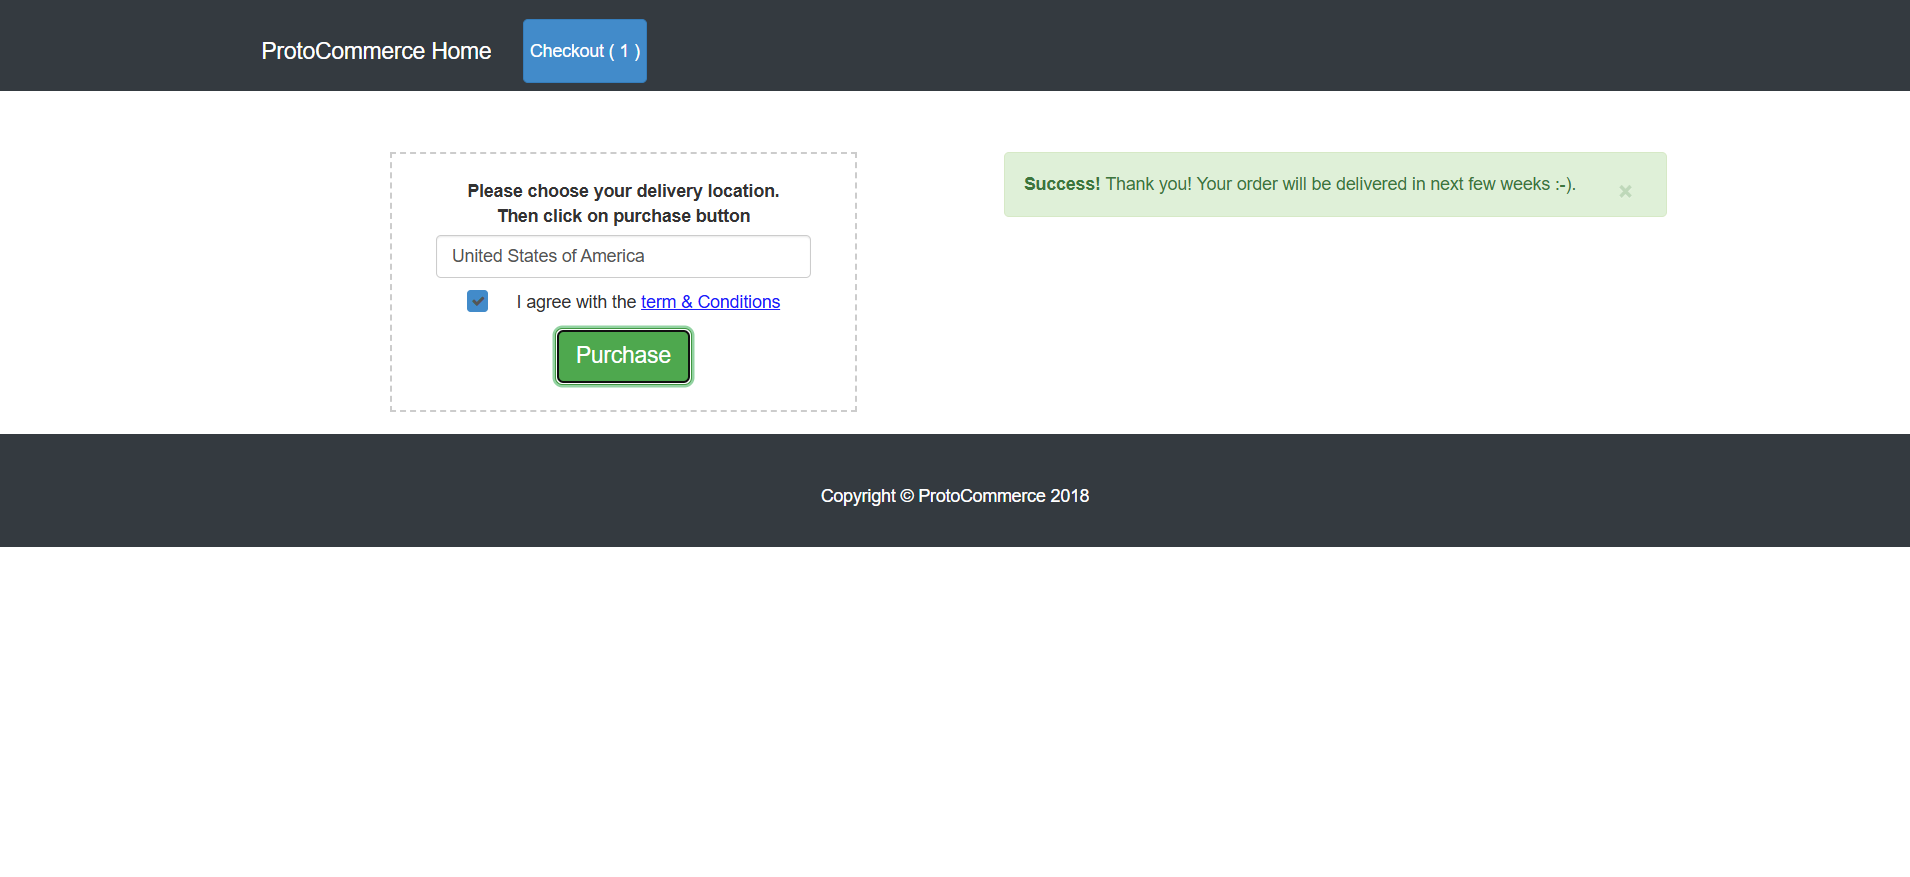 ProtoCommerce Home
Checkout ( 1 )
Please choose your delivery location.
Then click on purchase button
United States of America
I agree with the term & Conditions
Purchase
Success! Thank you! Your order will be delivered in next few weeks :-).
×
Copyright © ProtoCommerce 2018